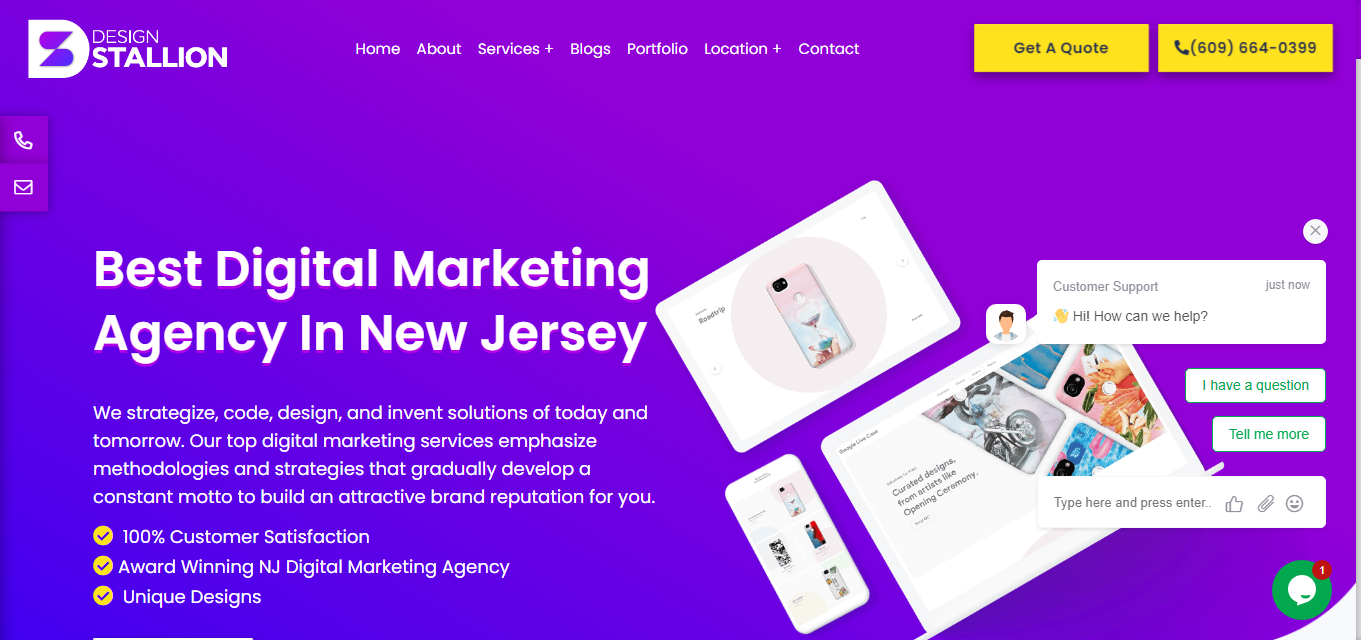 DESIGN
STALLION
Home About Services + Blogs Portfolio Location + Contact
Get A Quote
(609) 664-0399
Best Digital Marketing
Agency In New Jersey
We strategize, code, design, and invent solutions of today and
tomorrow. Our top digital marketing services emphasize
methodologies and strategies that gradually develop a
constant motto to build an attractive brand reputation for you.
100% Customer Satisfaction
Award Winning NJ Digital Marketing Agency
Unique Designs
Roadtrip
Google Live Case
Curated designs,
from artists like
Opening Ceremony.
Customer Support just now
👋 Hi! How can we help?
I have a question
Tell me more
Type here and press enter..
1